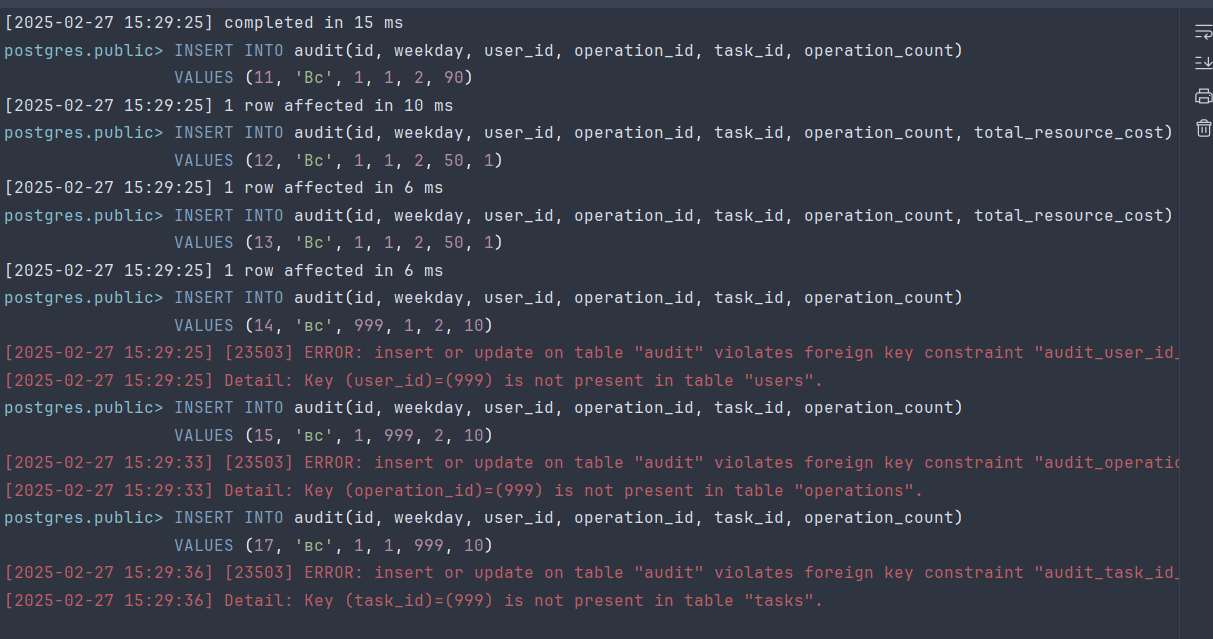 [2025-02-27 15:29:25] completed in 15 ms
postgres.public> INSERT INTO audit(id, weekday, user_id, operation_id, task_id, operation_count)
VALUES (11, 'Вс', 1, 1, 2, 90)
[2025-02-27 15:29:25] 1 row affected in 10 ms
postgres.public> INSERT INTO audit(id, weekday, user_id, operation_id, task_id, operation_count, total_resource_cost)
VALUES (12, 'Вс', 1, 1, 2, 50, 1)
[2025-02-27 15:29:25] 1 row affected in 6 ms
postgres.public> INSERT INTO audit(id, weekday, user_id, operation_id, task_id, operation_count, total_resource_cost)
VALUES (13, 'Вс', 1, 1, 2, 50, 1)
[2025-02-27 15:29:25] 1 row affected in 6 ms
postgres.public> INSERT INTO audit(id, weekday, user_id, operation_id, task_id, operation_count)
VALUES (14, 'вс', 999, 1, 2, 10)
[2025-02-27 15:29:25] [23503] ERROR: insert or update on table "audit" violates foreign key constraint "audit_user_id_
[2025-02-27 15:29:25] Detail: Key (user_id)=(999) is not present in table "users".
postgres.public> INSERT INTO audit(id, weekday, user_id, operation_id, task_id, operation_count)
VALUES (15, 'вс', 1, 999, 2, 10)
[2025-02-27 15:29:33] [23503] ERROR: insert or update on table "audit" violates foreign key constraint "audit_operatio
[2025-02-27 15:29:33] Detail: Key (operation_id)=(999) is not present in table "operations".
postgres.public> INSERT INTO audit(id, weekday, user_id, operation_id, task_id, operation_count)
VALUES (17, 'вс', 1, 1, 999, 10)
[2025-02-27 15:29:36] [23503] ERROR: insert or update on table "audit" violates foreign key constraint "audit_task_id_
[2025-02-27 15:29:36] Detail: Key (task_id)=(999) is not present in table "tasks".